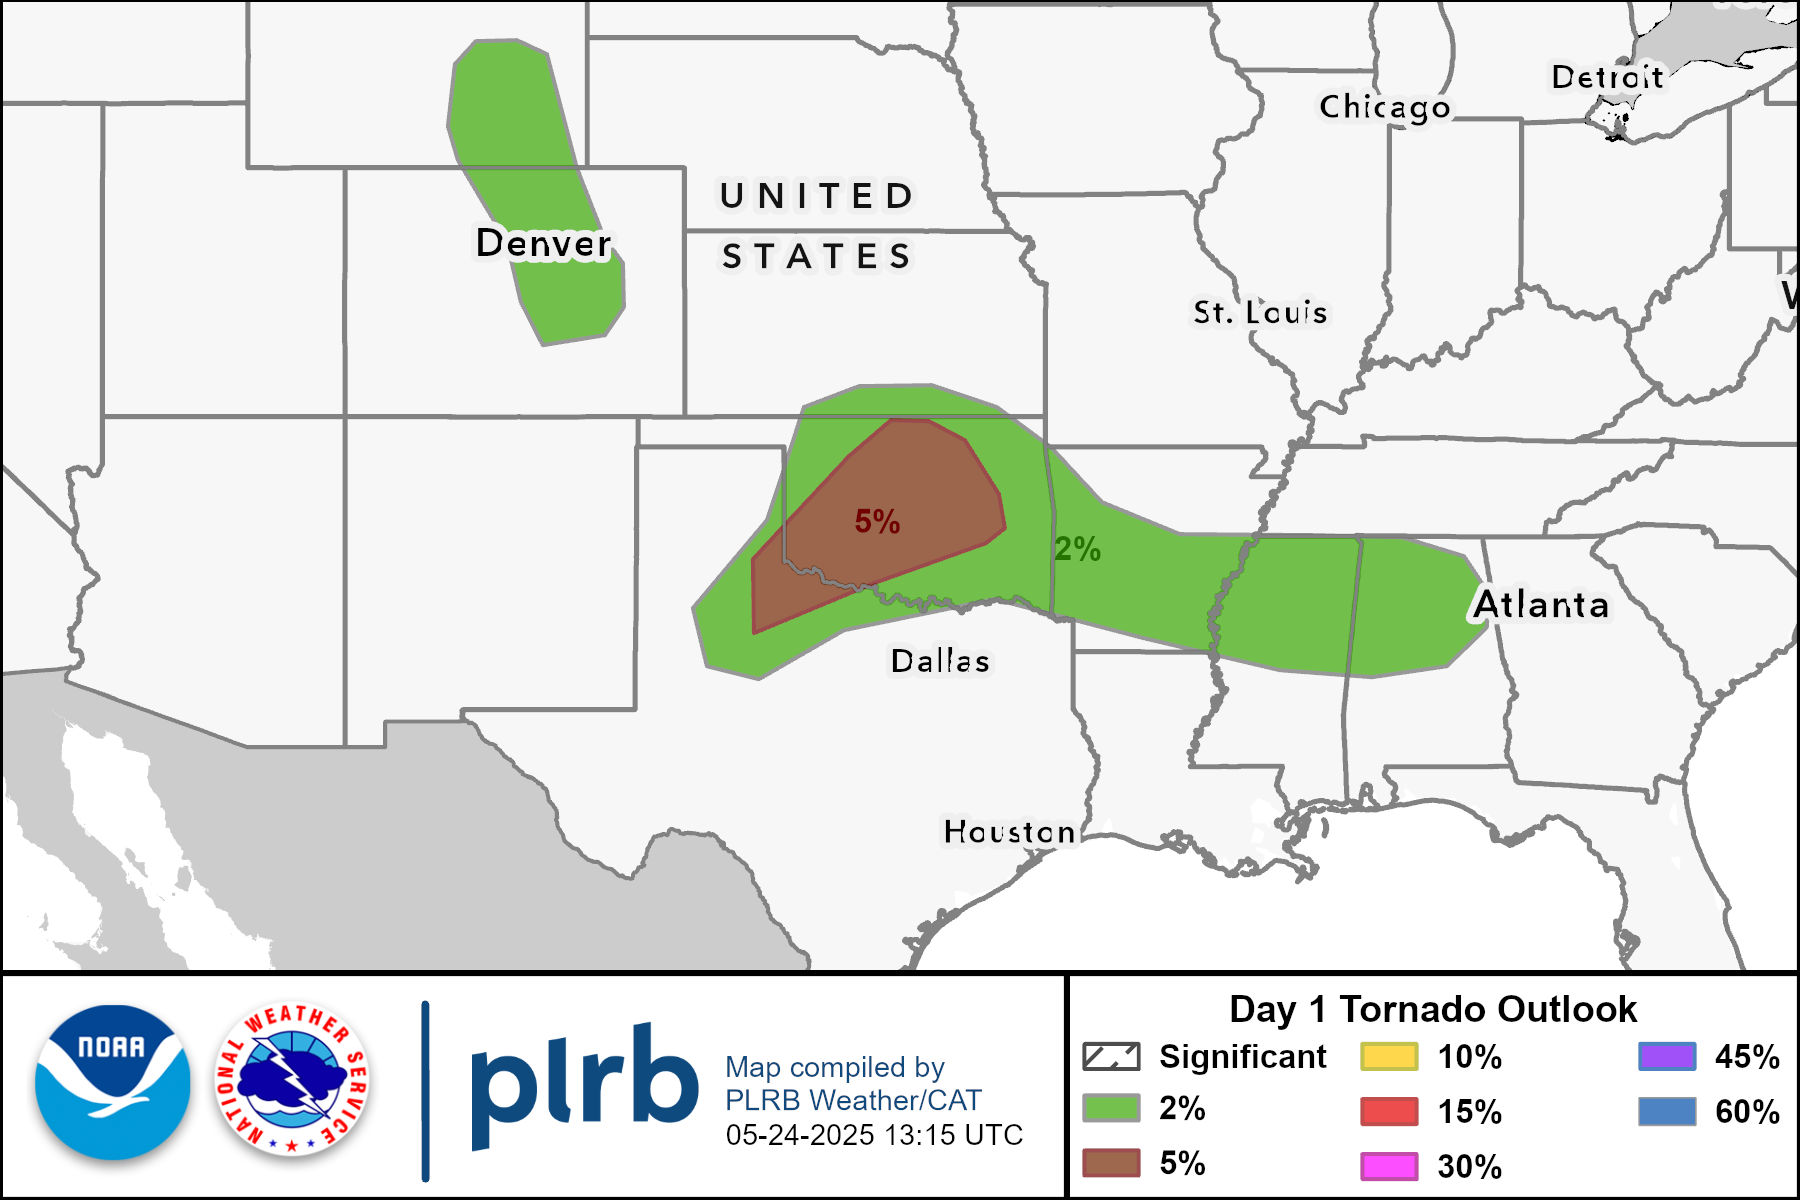 Detroit
Chicago
UNITED
STATES
Denver
St. Louis
5%
2%
Atlanta
Dallas
Houston
NOAA
NATIONAL WEATHER SERVICE
plrb
Map compiled by
PLRB Weather/CAT
05-24-2025 13:15 UTC
Day 1 Tornado Outlook
Significant
10%
45%
2%
15%
60%
5%
30%